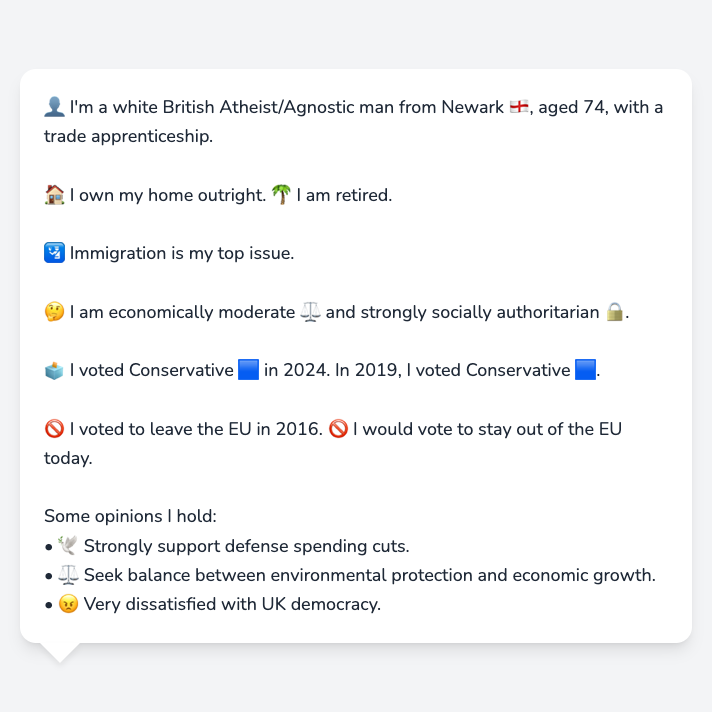 👤 I'm a white British Atheist/Agnostic man from Newark 🏴󠁧󠁢󠁥󠁮󠁧󠁿, aged 74, with a
trade apprenticeship.
🏠 I own my home outright. 🌴 I am retired.
🛂 Immigration is my top issue.
🤔 I am economically moderate ⚖️ and strongly socially authoritarian 🔒.
🗳️ I voted Conservative 🟦 in 2024. In 2019, I voted Conservative 🟦.
🚫 I voted to leave the EU in 2016. 🚫 I would vote to stay out of the EU
today.
Some opinions I hold:
• 🕊️ Strongly support defense spending cuts.
• ⚖️ Seek balance between environmental protection and economic growth.
• 😠 Very dissatisfied with UK democracy.